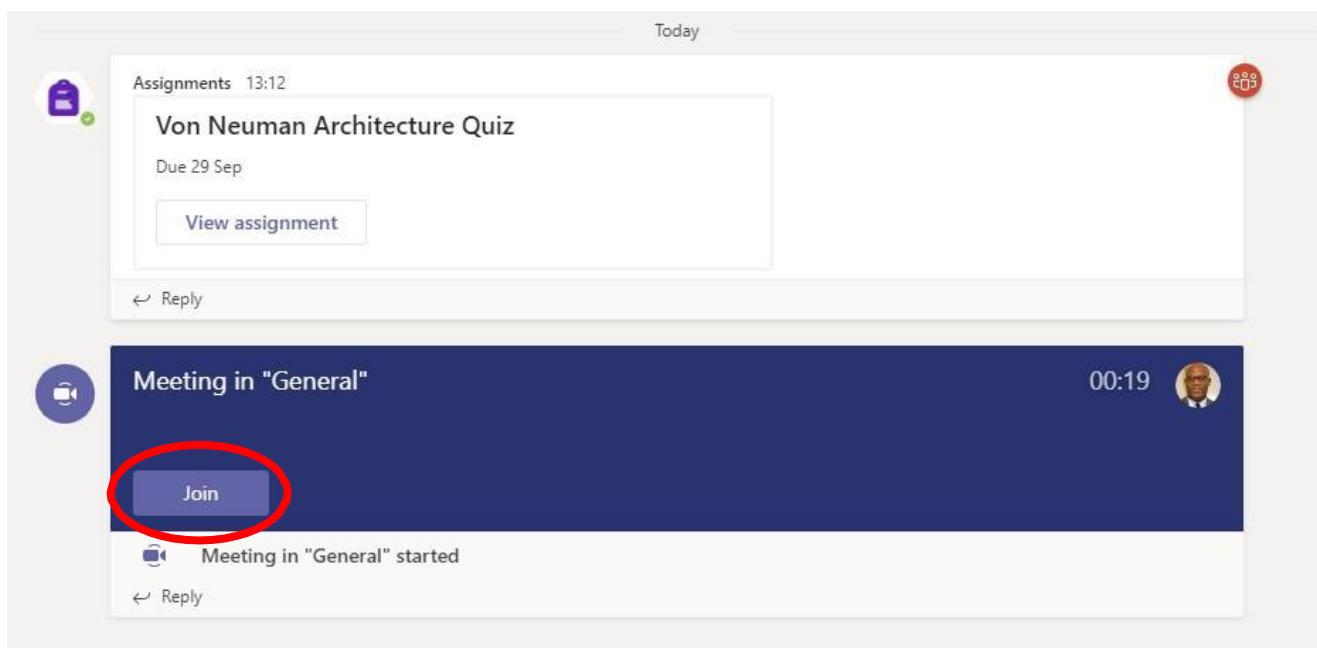 Today
Assignments 13:12
Von Neuman Architecture Quiz
Due 29 Sep
View assignment
Reply
Meeting in "General"
00:19
Join
Meeting in "General" started
Reply